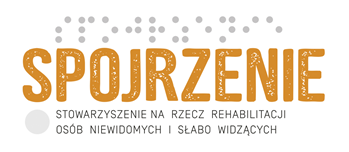 SPOJRZENIE
STOWARZYSZENIE NA RZECZ REHABILITACJI
OSÓB NIEWIDOMYCH I SŁABO WIDZĄCYCH